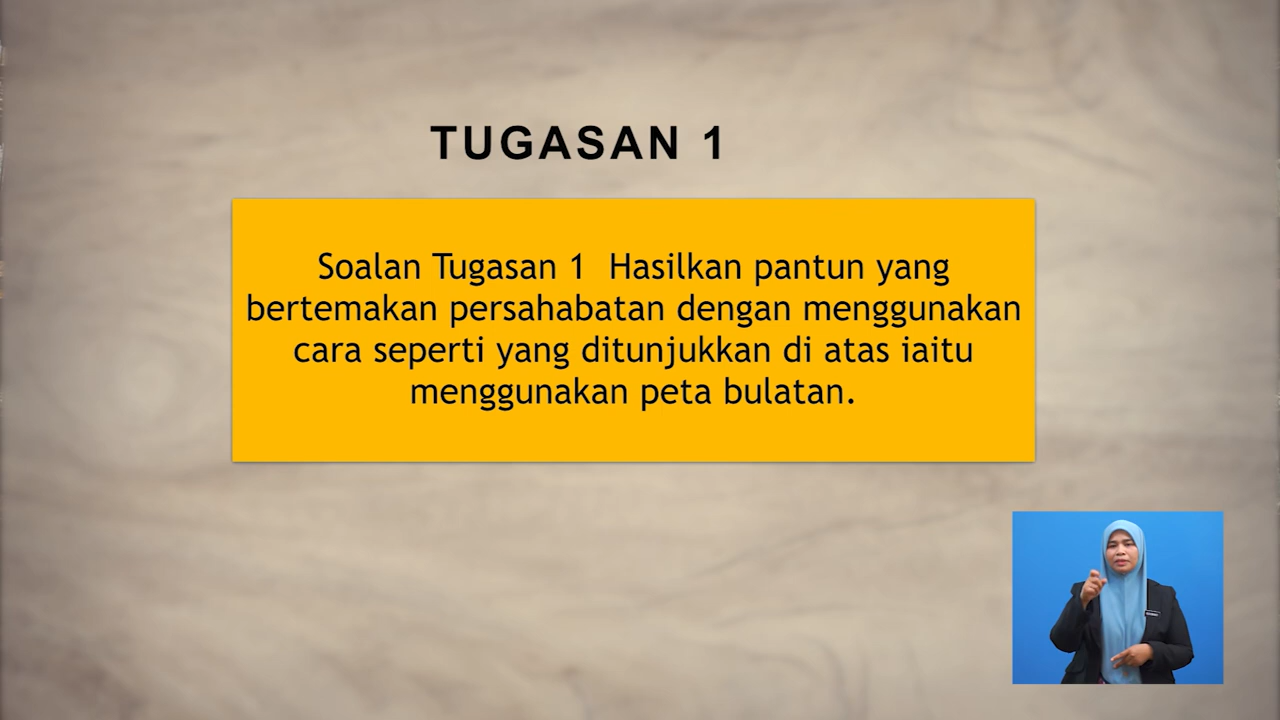 TUGASAN 1
Soalan Tugasan 1 Hasilkan pantun yang
bertemakan persahabatan dengan menggunakan
cara seperti yang ditunjukkan di atas iaitu
menggunakan peta bulatan.